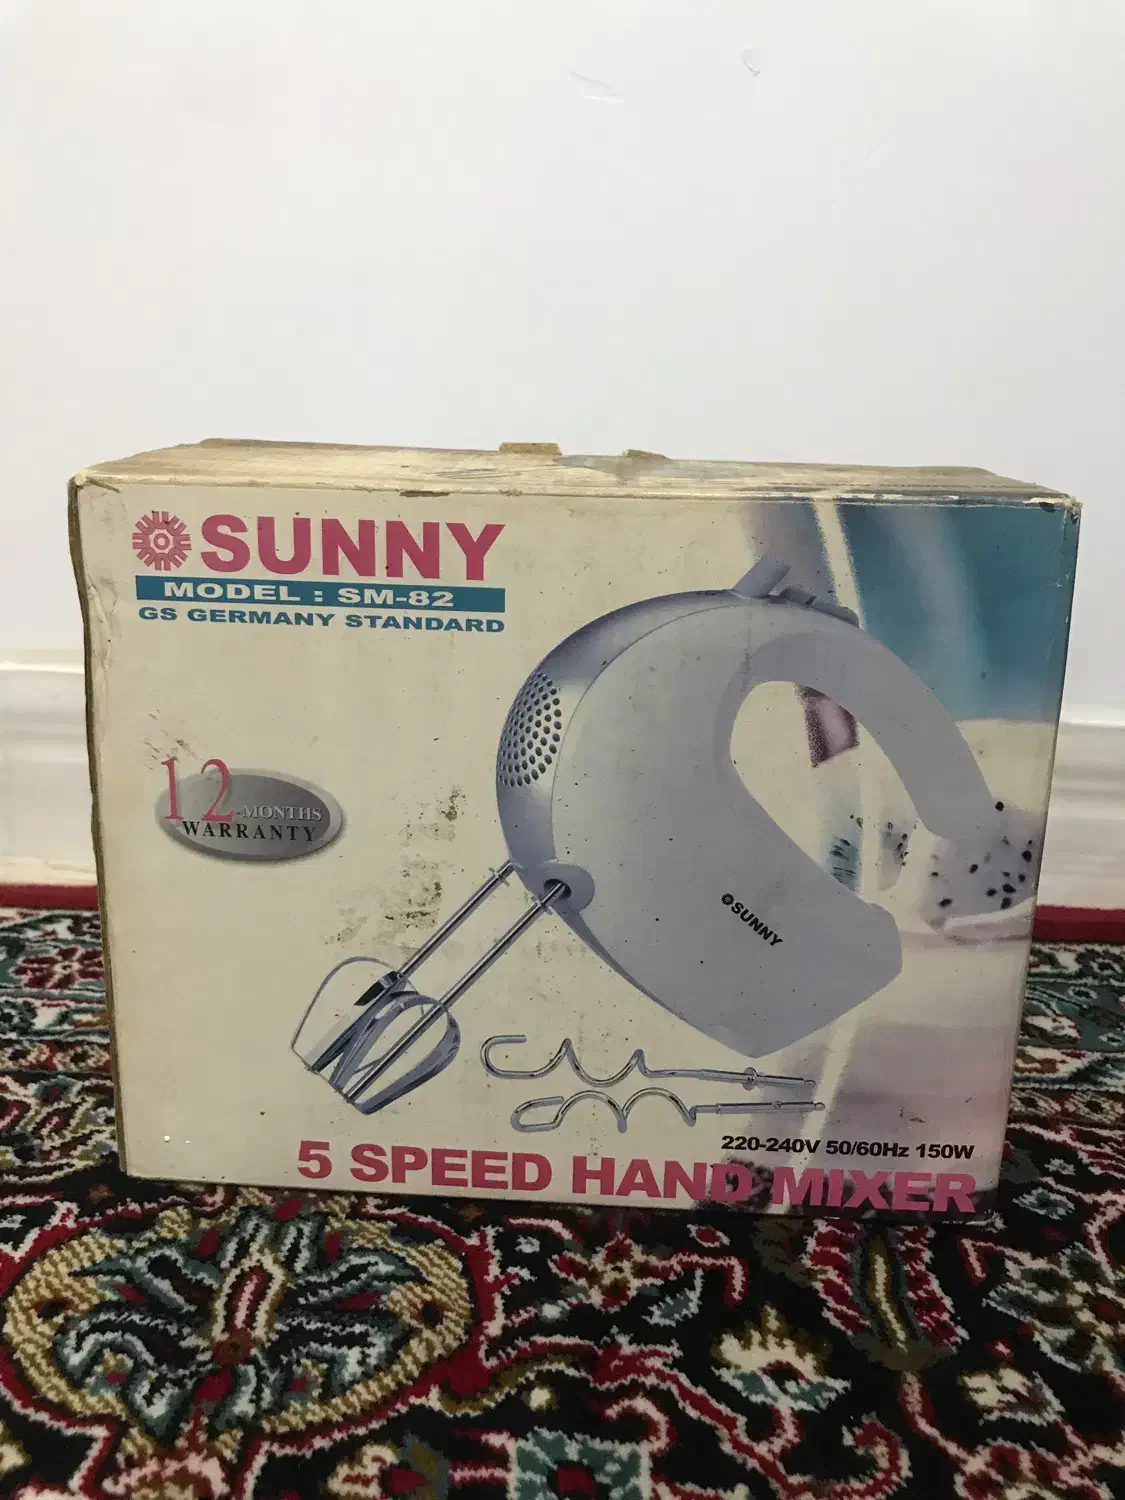 SUNNY
MODEL : SM-82
GS GERMANY STANDARD
12-MONTHS
WARRANTY
SUNNY
220-240V 50/60Hz 150W
5 SPEED HAND MIXER